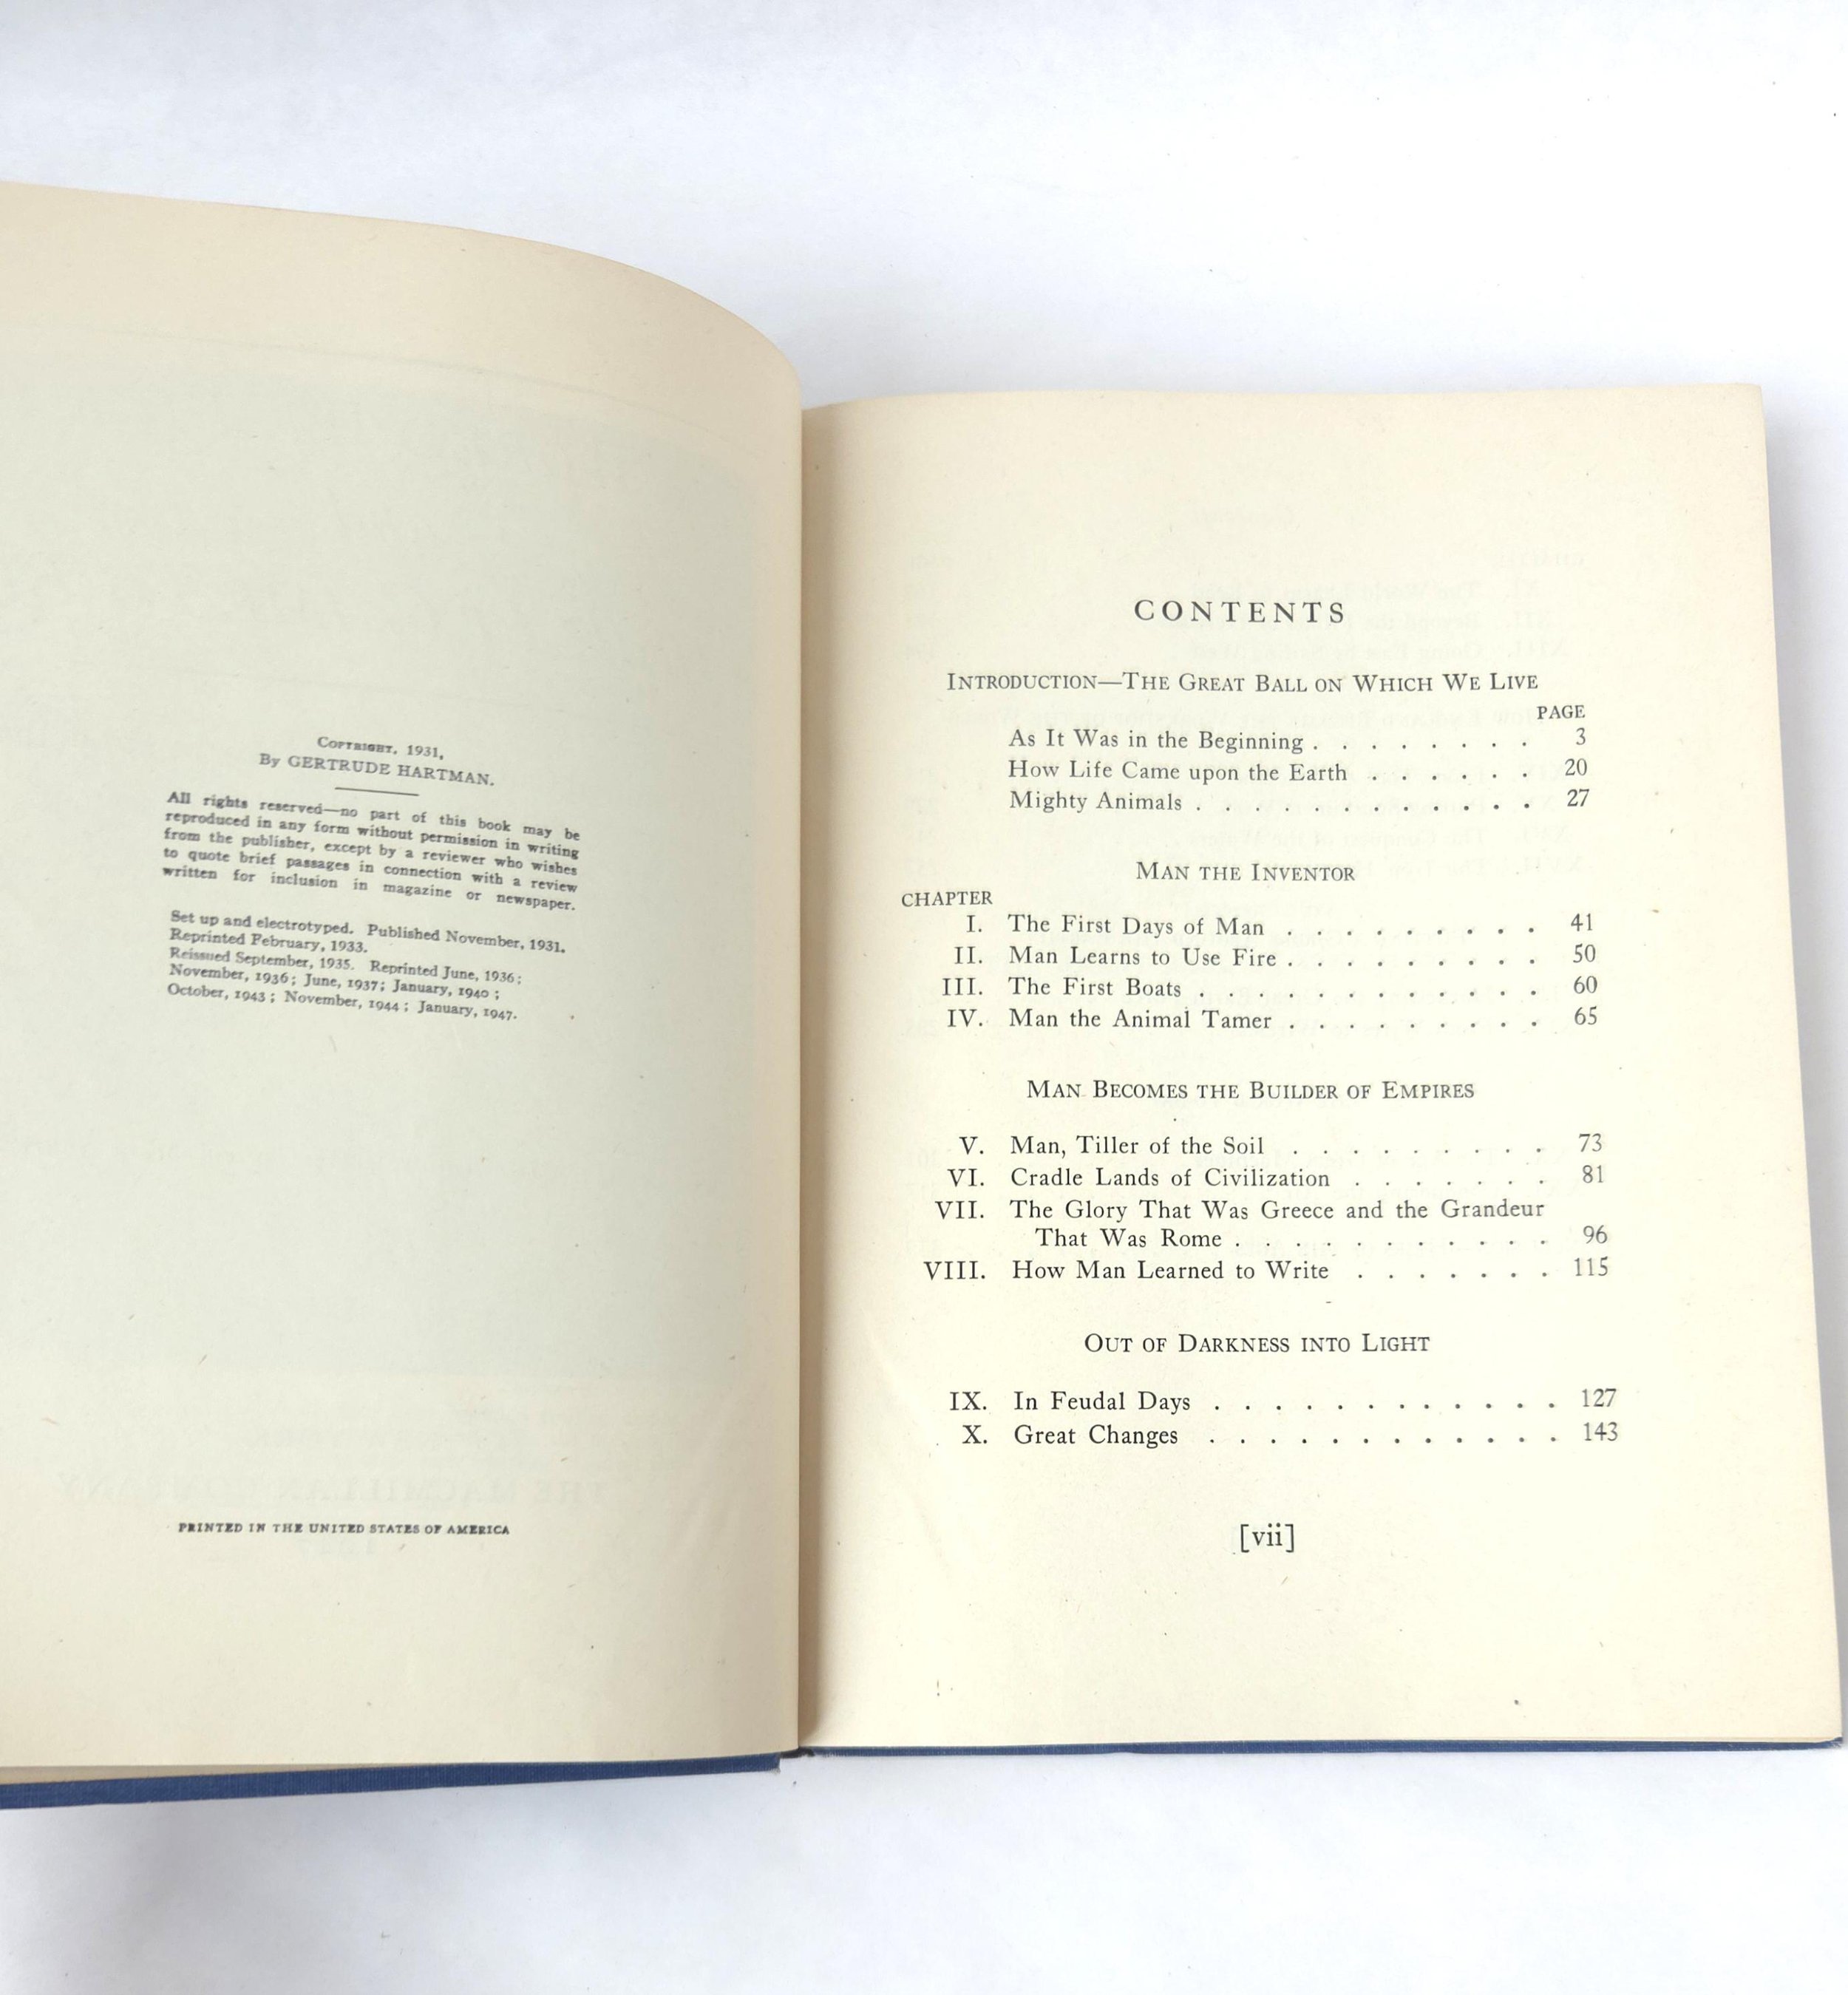 Copyright, 1931,
By GERTRUDE HARTMAN.
All rights reserved—no part of this book may be
reproduced in any form without permission in writing
from the publisher, except by a reviewer who wishes
to quote brief passages in connection with a review
written for inclusion in magazine or newspaper.
Set up and electrotyped. Published November, 1931.
Reprinted February, 1933.
Reissued September, 1935. Reprinted June, 1936;
November, 1936; June, 1937; January, 1940;
October, 1943; November, 1944; January, 1947.
PRINTED IN THE UNITED STATES OF AMERICA
CONTENTS
Introduction—The Great Ball on Which We Live
PAGE
As It Was in the Beginning . . . . . . . . 3
How Life Came upon the Earth . . . . . . 20
Mighty Animals . . . . . . . . . . . . 27
Man the Inventor
CHAPTER
I. The First Days of Man . . . . . . . . . 41
II. Man Learns to Use Fire . . . . . . . . . 50
III. The First Boats . . . . . . . . . . . . 60
IV. Man the Animal Tamer . . . . . . . . . 65
Man Becomes the Builder of Empires
V. Man, Tiller of the Soil . . . . . . . . . 73
VI. Cradle Lands of Civilization . . . . . . . 81
VII. The Glory That Was Greece and the Grandeur
That Was Rome . . . . . . . . . . . 96
VIII. How Man Learned to Write . . . . . . . 115
Out of Darkness into Light
IX. In Feudal Days . . . . . . . . . . . . 127
X. Great Changes . . . . . . . . . . . . 143
[vii]